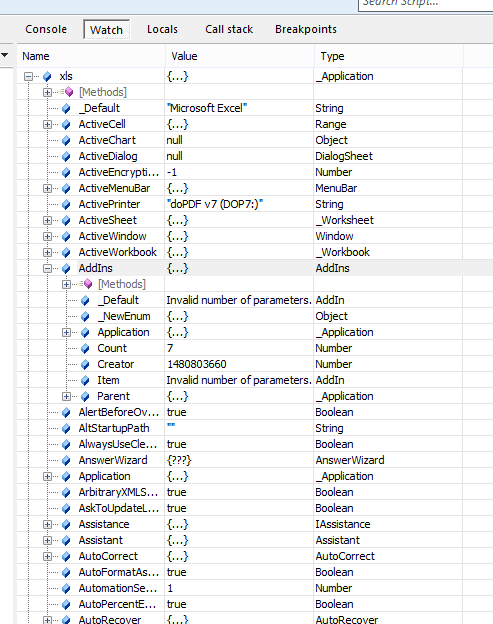 Search Script...
Console Watch Locals Call stack Breakpoints
Name Value Type
xls {...} _Application
[Methods]
_Default "Microsoft Excel" String
ActiveCell {...} Range
ActiveChart null Object
ActiveDialog null DialogSheet
ActiveEncrypti... -1 Number
ActiveMenuBar {...} MenuBar
ActivePrinter "doPDF v7 (DOP7:)" String
ActiveSheet {...} _Worksheet
ActiveWindow {...} Window
ActiveWorkbook {...} _Workbook
AddIns {...} AddIns
[Methods]
_Default Invalid number of parameters. AddIn
_NewEnum {...} Object
Application {...} _Application
Count 7 Number
Creator 1480803660 Number
Item Invalid number of parameters. AddIn
Parent {...} _Application
AlertBeforeOv... true Boolean
AltStartupPath "" String
AlwaysUseCle... true Boolean
AnswerWizard {???} AnswerWizard
Application {...} _Application
ArbitraryXMLS... true Boolean
AskToUpdateL... true Boolean
Assistance {...} IAssistance
Assistant {...} Assistant
AutoCorrect {...} AutoCorrect
AutoFormatAs... true Boolean
AutomationSe... 1 Number
AutoPercentE... true Boolean
AutoRecover {...} AutoRecover